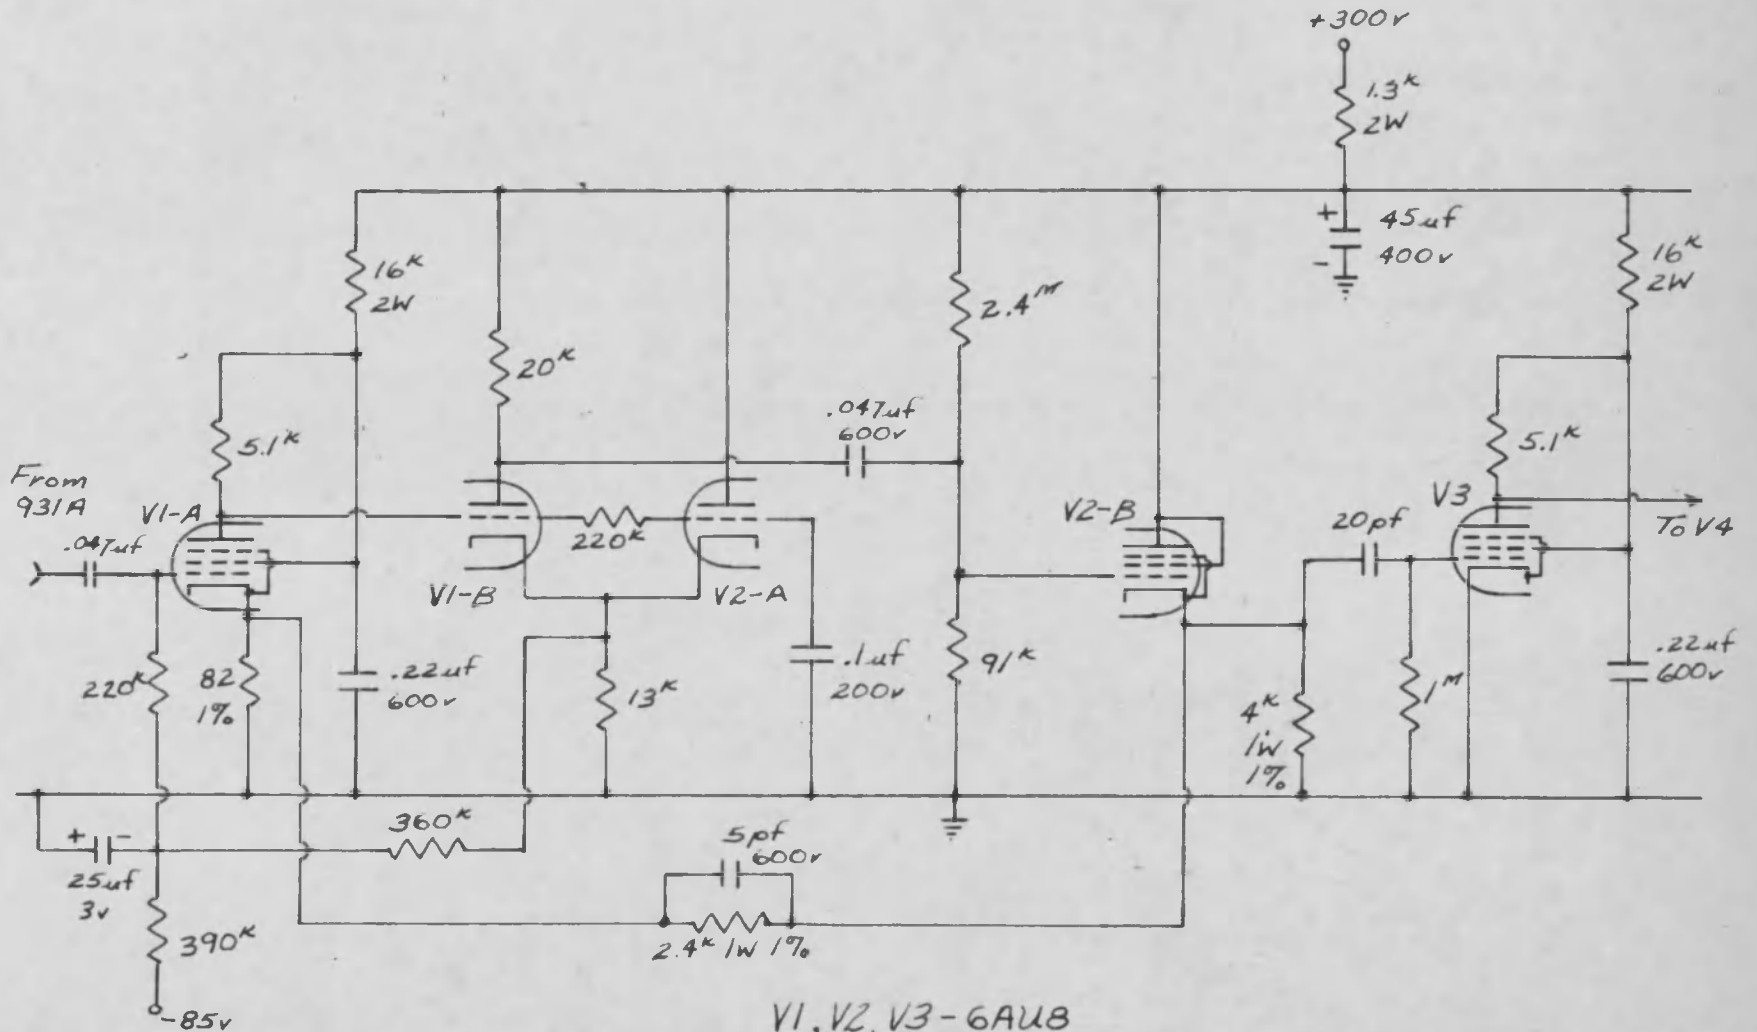 +300v
1.3K
2W
+
45uf
-
400v
16K
2W
16K
2W
2.4M
20K
.047uf
600v
5.1K
5.1K
From
931A
V1-A
.047uf
220K
V1-B
V2-A
V2-B
20pf
V3
To V4
220K
82
1%
.22uf
600v
13K
.1uf
200v
91K
4K
1W
1%
1M
.22uf
600v
+ -
25uf
3v
360K
5pf
600v
2.4K 1W 1%
390K
-85v
V1, V2, V3 - 6AU8